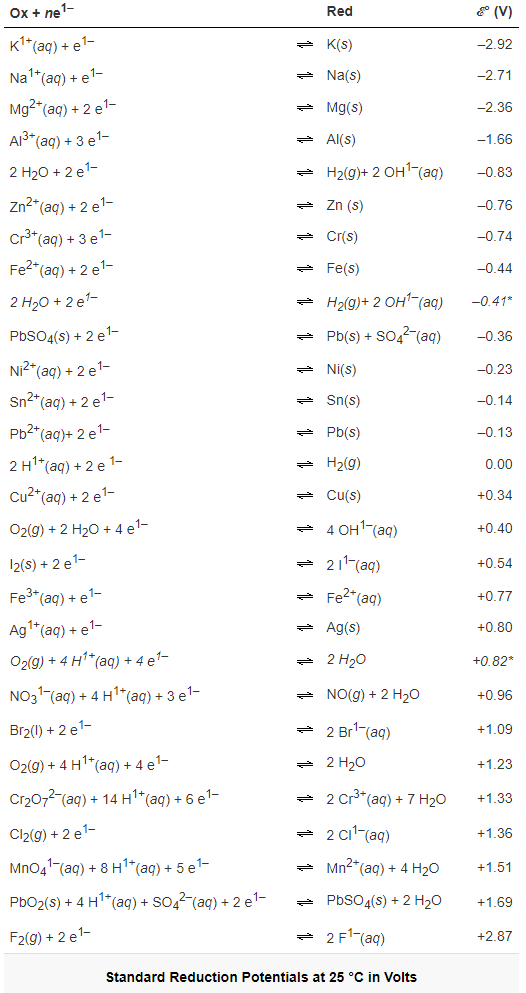 Ox + ne¹⁻ Red ℰ° (V)
K¹⁺(aq) + e¹⁻ ⇌ K(s) –2.92
Na¹⁺(aq) + e¹⁻ ⇌ Na(s) –2.71
Mg²⁺(aq) + 2 e¹⁻ ⇌ Mg(s) –2.36
Al³⁺(aq) + 3 e¹⁻ ⇌ Al(s) –1.66
2 H₂O + 2 e¹⁻ ⇌ H₂(g)+ 2 OH¹⁻(aq) –0.83
Zn²⁺(aq) + 2 e¹⁻ ⇌ Zn (s) –0.76
Cr³⁺(aq) + 3 e¹⁻ ⇌ Cr(s) –0.74
Fe²⁺(aq) + 2 e¹⁻ ⇌ Fe(s) –0.44
2 H₂O + 2 e¹⁻ ⇌ H₂(g)+ 2 OH¹⁻(aq) –0.41*
PbSO₄(s) + 2 e¹⁻ ⇌ Pb(s) + SO₄²⁻(aq) –0.36
Ni²⁺(aq) + 2 e¹⁻ ⇌ Ni(s) –0.23
Sn²⁺(aq) + 2 e¹⁻ ⇌ Sn(s) –0.14
Pb²⁺(aq)+ 2 e¹⁻ ⇌ Pb(s) –0.13
2 H¹⁺(aq) + 2 e ¹⁻ ⇌ H₂(g) 0.00
Cu²⁺(aq) + 2 e¹⁻ ⇌ Cu(s) +0.34
O₂(g) + 2 H₂O + 4 e¹⁻ ⇌ 4 OH¹⁻(aq) +0.40
I₂(s) + 2 e¹⁻ ⇌ 2 I¹⁻(aq) +0.54
Fe³⁺(aq) + e¹⁻ ⇌ Fe²⁺(aq) +0.77
Ag¹⁺(aq) + e¹⁻ ⇌ Ag(s) +0.80
O₂(g) + 4 H¹⁺(aq) + 4 e¹⁻ ⇌ 2 H₂O +0.82*
NO₃¹⁻(aq) + 4 H¹⁺(aq) + 3 e¹⁻ ⇌ NO(g) + 2 H₂O +0.96
Br₂(l) + 2 e¹⁻ ⇌ 2 Br¹⁻(aq) +1.09
O₂(g) + 4 H¹⁺(aq) + 4 e¹⁻ ⇌ 2 H₂O +1.23
Cr₂O₇²⁻(aq) + 14 H¹⁺(aq) + 6 e¹⁻ ⇌ 2 Cr³⁺(aq) + 7 H₂O +1.33
Cl₂(g) + 2 e¹⁻ ⇌ 2 Cl¹⁻(aq) +1.36
MnO₄¹⁻(aq) + 8 H¹⁺(aq) + 5 e¹⁻ ⇌ Mn²⁺(aq) + 4 H₂O +1.51
PbO₂(s) + 4 H¹⁺(aq) + SO₄²⁻(aq) + 2 e¹⁻ ⇌ PbSO₄(s) + 2 H₂O +1.69
F₂(g) + 2 e¹⁻ ⇌ 2 F¹⁻(aq) +2.87
Standard Reduction Potentials at 25 °C in Volts